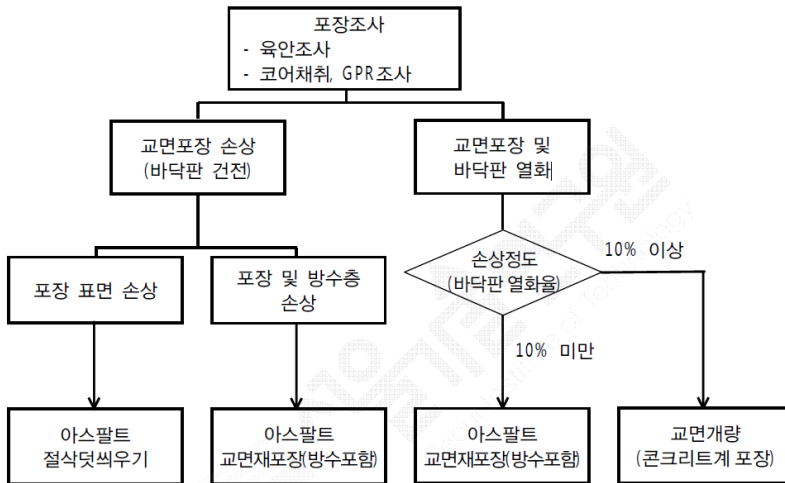 포장조사
- 육안조사
- 코어채취, GPR조사
교면포장 손상
(바닥판 건전)
교면포장 및
바닥판 열화
포장 표면 손상
포장 및 방수층
손상
손상정도
(바닥판 열화율)
10% 이상
10% 미만
아스팔트
절삭덧씌우기
아스팔트
교면재포장(방수포함)
아스팔트
교면재포장(방수포함)
교면개량
(콘크리트계 포장)